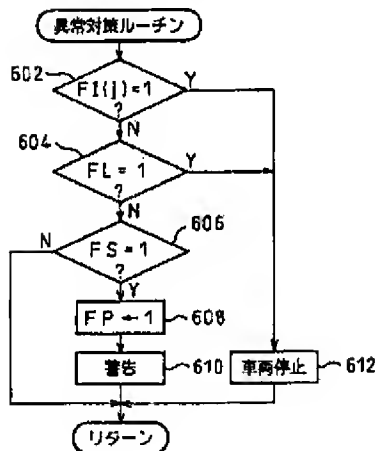 異常対策ルーチン
602
FI(j)=1
?
Y
N
604
FL=1
?
Y
N
606
FS=1
?
N
Y
FP←1
608
警告
610
車両停止
612
リターン